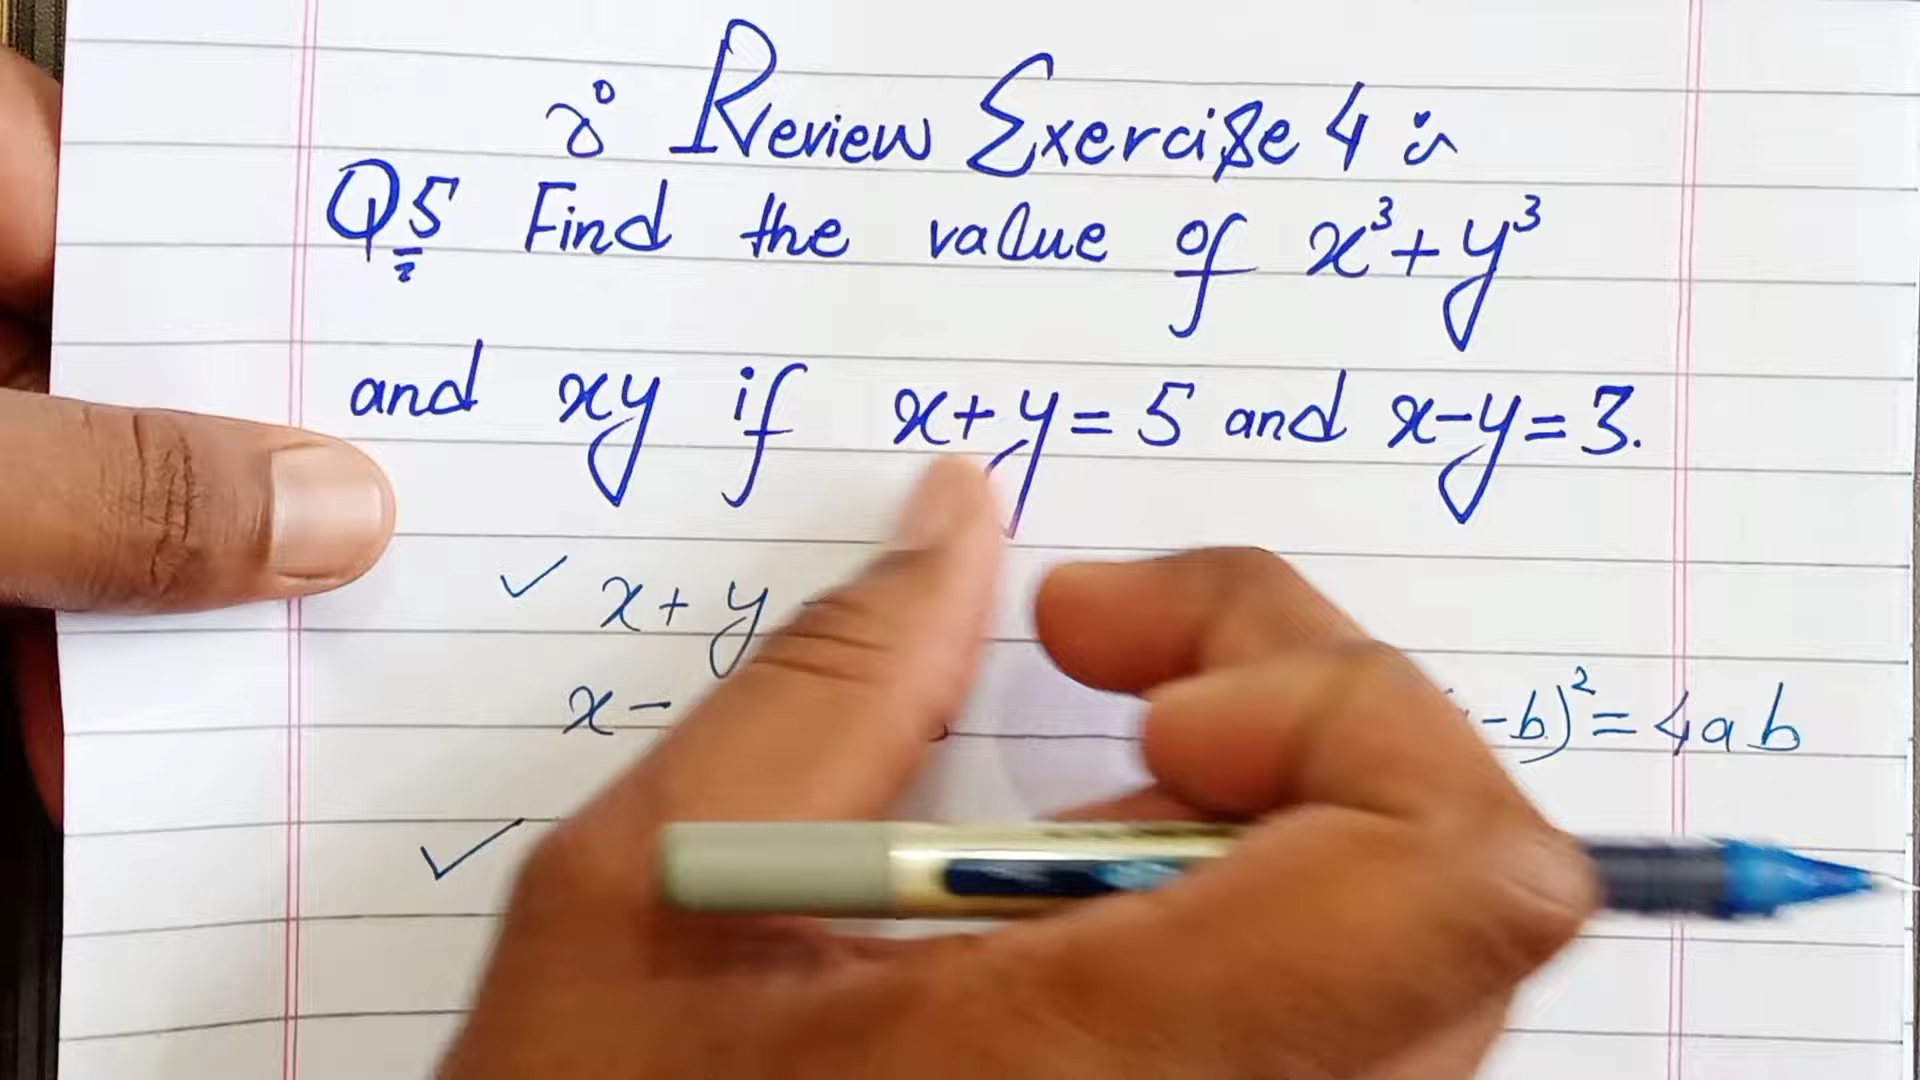 Review Exercise 4
Q5 Find the value of x³+y³
and xy if x+y=5 and x-y=3.
x+y
x-
-b)²=4ab